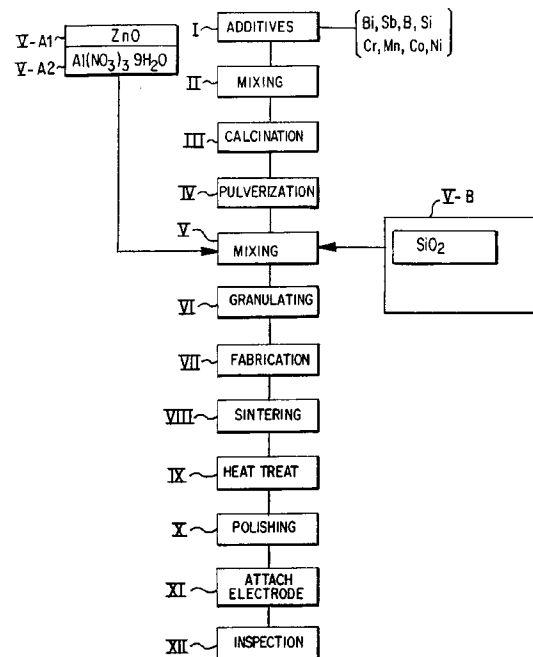 V-A1 ZnO
V-A2 Al(NO3)3 9H2O
I ADDITIVES
Bi, Sb, B, Si
Cr, Mn, Co, Ni
II MIXING
III CALCINATION
IV PULVERIZATION
V MIXING
V-B
SiO2
VI GRANULATING
VII FABRICATION
VIII SINTERING
IX HEAT TREAT
X POLISHING
XI ATTACH
ELECTRODE
XII INSPECTION